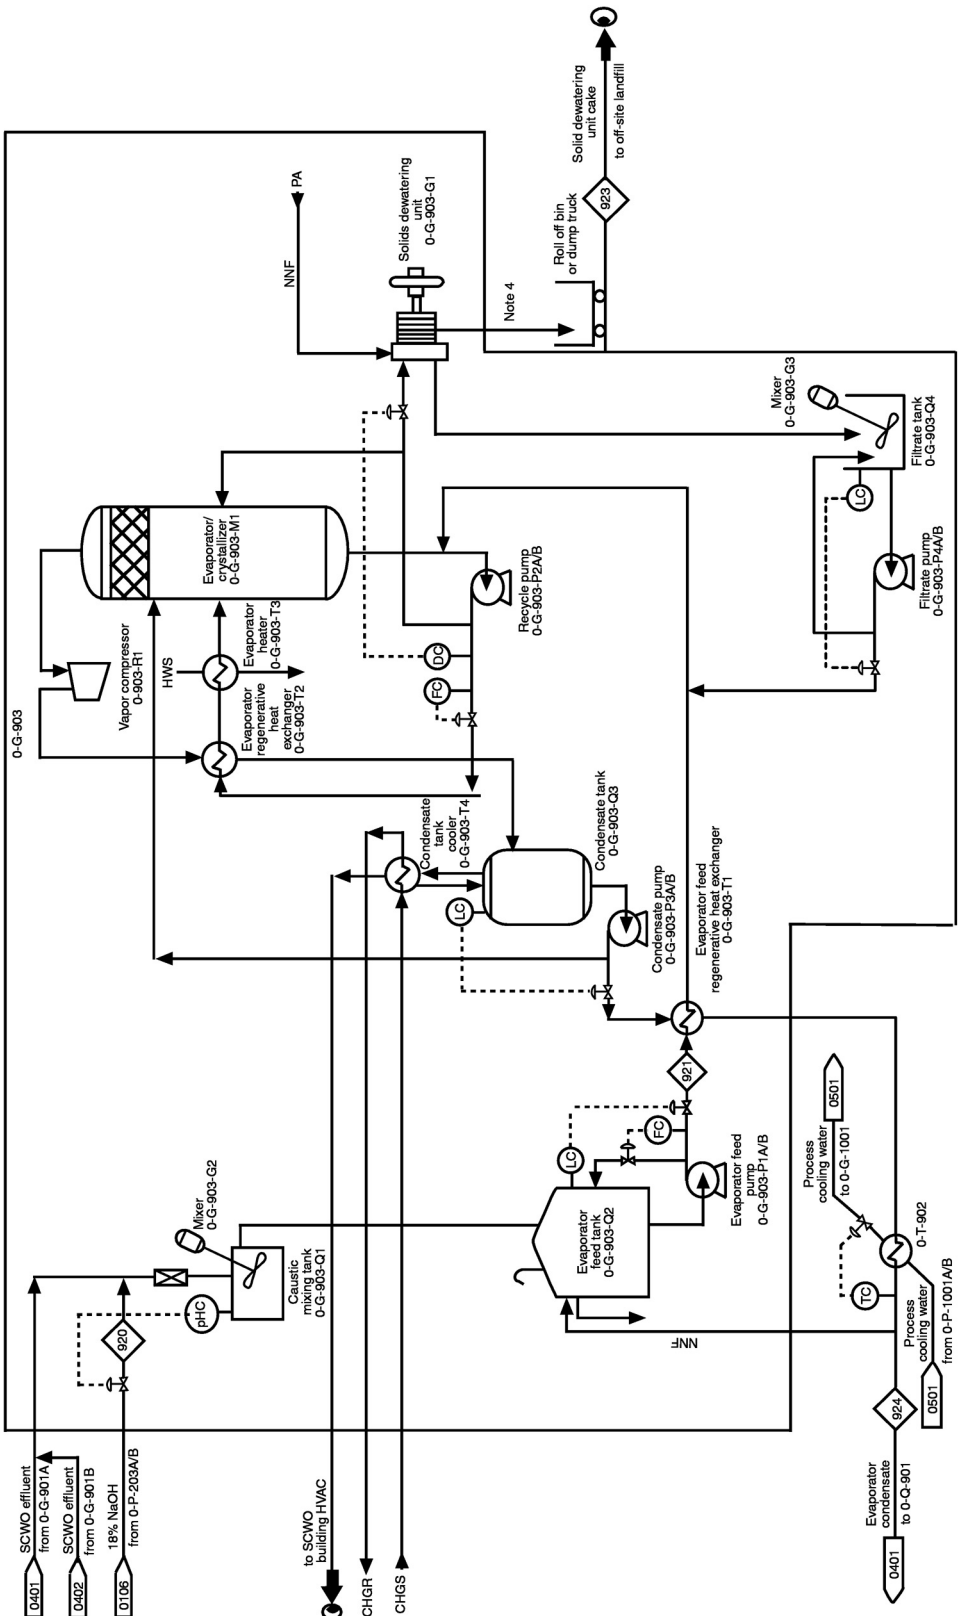 0401
SCWO effluent
from 0-G-901A
0402
SCWO effluent
from 0-G-901B
0106
18% NaOH
from 0-P-203A/B
920
pHC
Mixer
0-G-903-G2
Caustic
mixing tank
0-G-903-Q1
to SCWO
building HVAC
CHGR
CHGS
0-G-903
Vapor compressor
0-903-R1
HWS
Evaporator
regenerative
heat
exchanger
0-G-903-T2
Evaporator
heater
0-G-903-T3
Evaporator/
crystallizer
0-G-903-M1
NNF
PA
Solids dewatering
unit
0-G-903-G1
Note 4
Roll off bin
or dump truck
923
Solid dewatering
unit cake
to off-site landfill
FC
DC
Recycle pump
0-G-903-P2A/B
Condensate
tank
cooler
0-G-903-T4
LC
Condensate tank
0-G-903-Q3
Condensate pump
0-G-903-P3A/B
Evaporator feed
regenerative heat exchanger
0-G-903-T1
921
LC
FC
Evaporator
feed tank
0-G-903-Q2
Evaporator feed
pump
0-G-903-P1A/B
NNF
Mixer
0-G-903-G3
LC
Filtrate tank
0-G-903-Q4
Filtrate pump
0-G-903-P4A/B
0501
Process
cooling water
to 0-G-1001
TC
0-T-902
Process
cooling water
from 0-P-1001A/B
0501
924
Evaporator
condensate
to 0-Q-901
0401